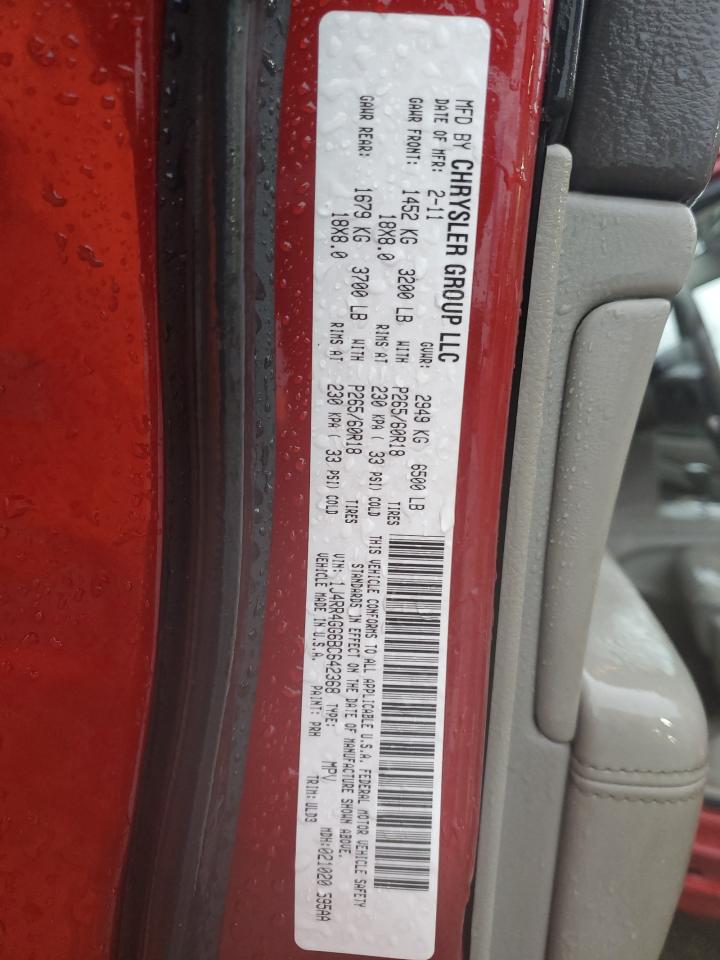 MFD BY CHRYSLER GROUP LLC
DATE OF MFR: 2-11 GVWR: 2949 KG 6500 LB
GAWR FRONT: 1452 KG 3200 LB WITH P265/60R18 TIRES
18X8.0 RIMS AT 230 KPA ( 33 PSI) COLD
GAWR REAR: 1679 KG 3700 LB WITH P265/60R18 TIRES
18X8.0 RIMS AT 230 KPA ( 33 PSI) COLD
THIS VEHICLE CONFORMS TO ALL APPLICABLE U.S.A. FEDERAL MOTOR VEHICLE SAFETY
STANDARDS IN EFFECT ON THE DATE OF MANUFACTURE SHOWN ABOVE.
VIN: 1J4RR4GG6BC642368 TYPE: MPV MDH:021020 595AA
VEHICLE MADE IN U.S.A. PAINT: PRH TRIM: ULD3